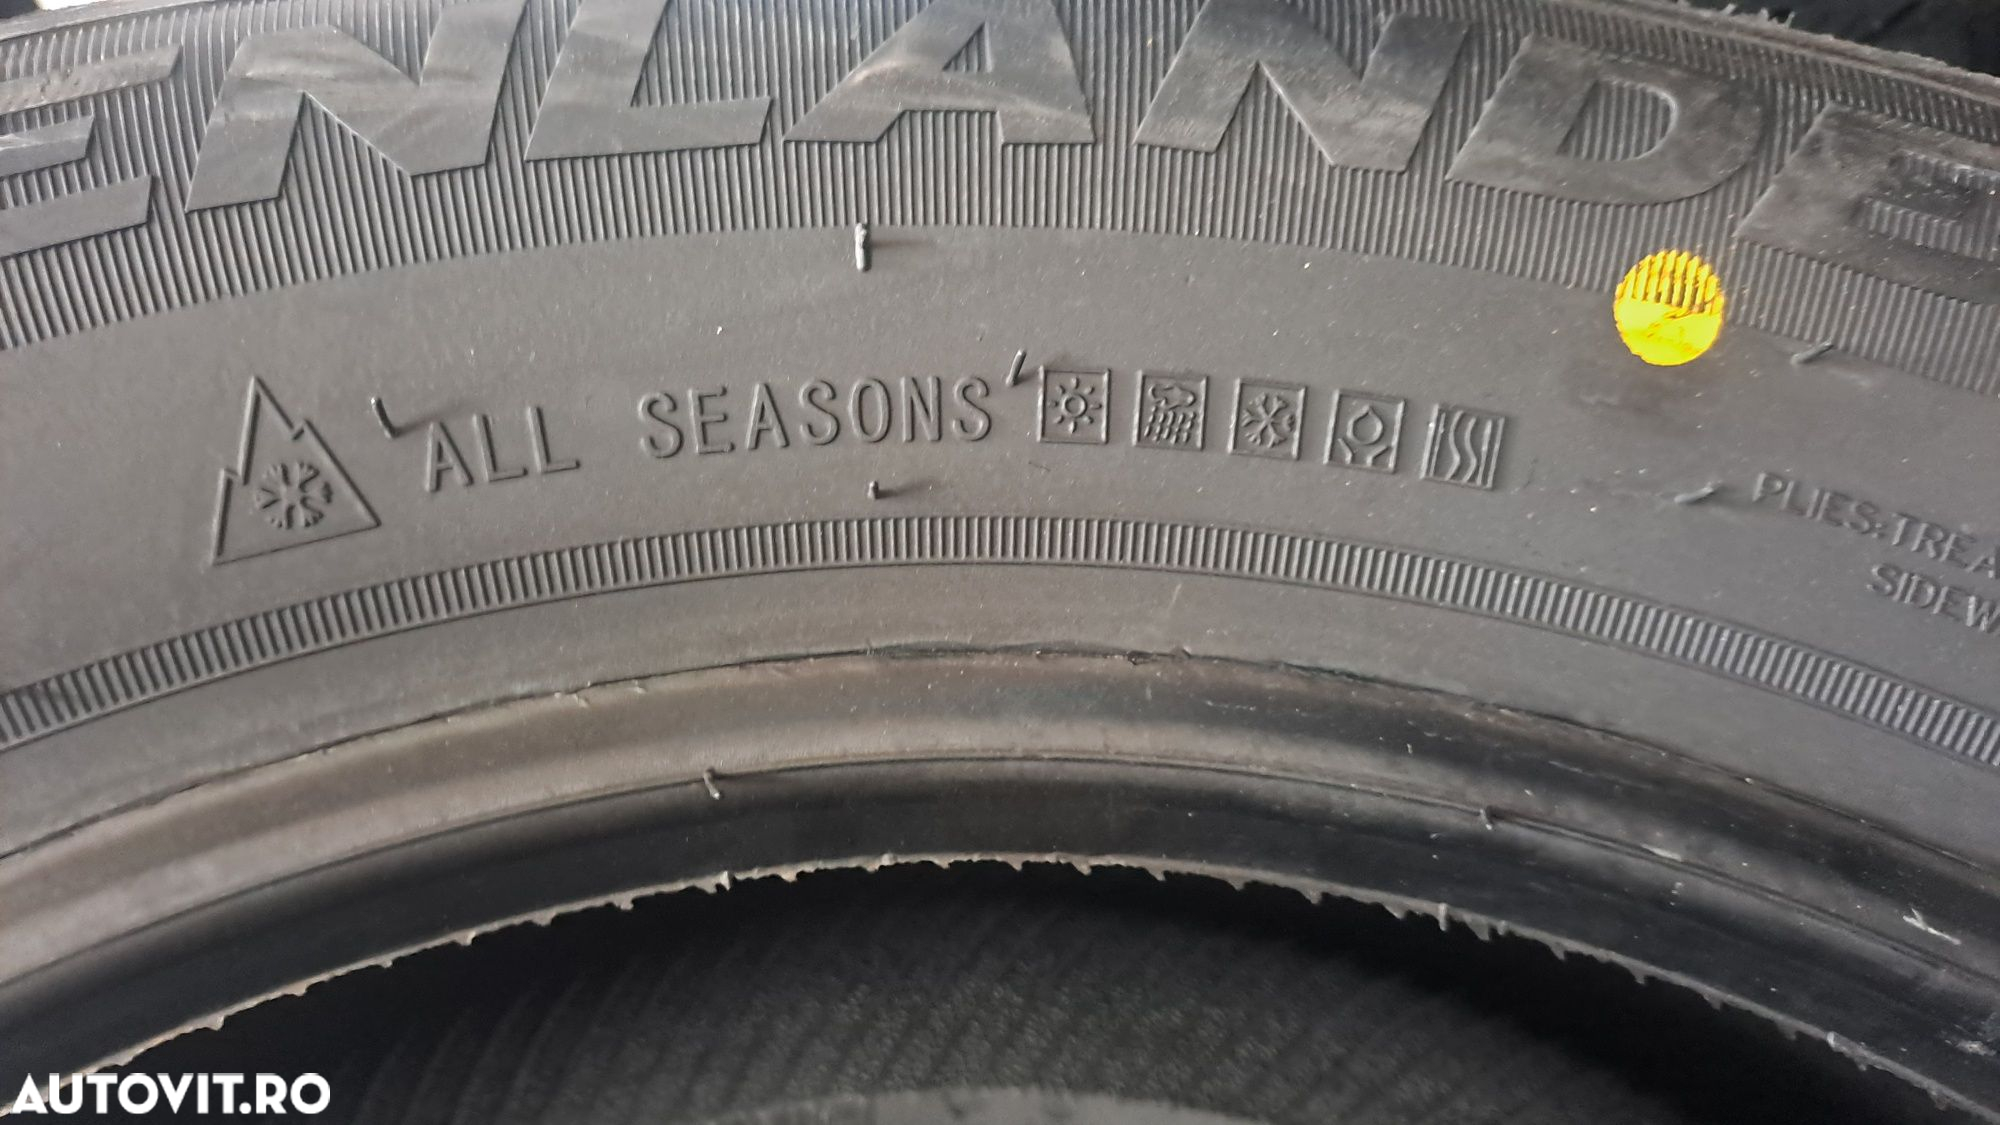 ENLANDE
ALL SEASONS
PLIES:TREA
SIDEW
AUTOVIT.RO